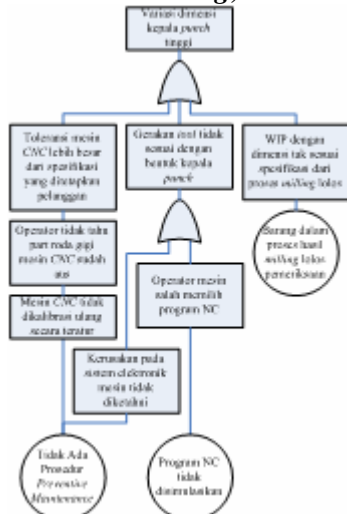 Variasi dimensi
kepala punch
tinggi
Toleransi mesin
CNC lebih besar
dari spesifikasi
yang ditetapkan
pelanggan
Gerakan tool tidak
sesuai dengan
bentuk kepala
punch
WIP dengan
dimensi tak sesuai
spesifikasi dari
proses milling lolos
Operator tidak tahu
part roda gigi
mesin CNC sudah
aus
Barang dalam
proses hasil
milling lolos
pemeriksaan
Mesin CNC tidak
dikalibrasi ulang
secara teratur
Operator mesin
salah memilih
program NC
Kerusakan pada
sistem elektronik
mesin tidak
diketahui
Tidak Ada
Prosedur
Preventive
Maintenance
Program NC
tidak
disimulasikan